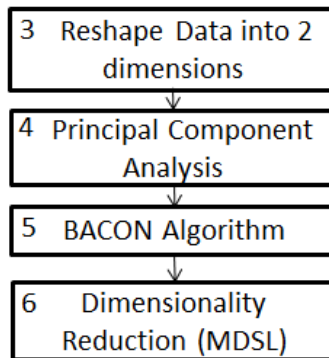 3 Reshape Data into 2
dimensions
4 Principal Component
Analysis
5 BACON Algorithm
6 Dimensionality
Reduction (MDSL)